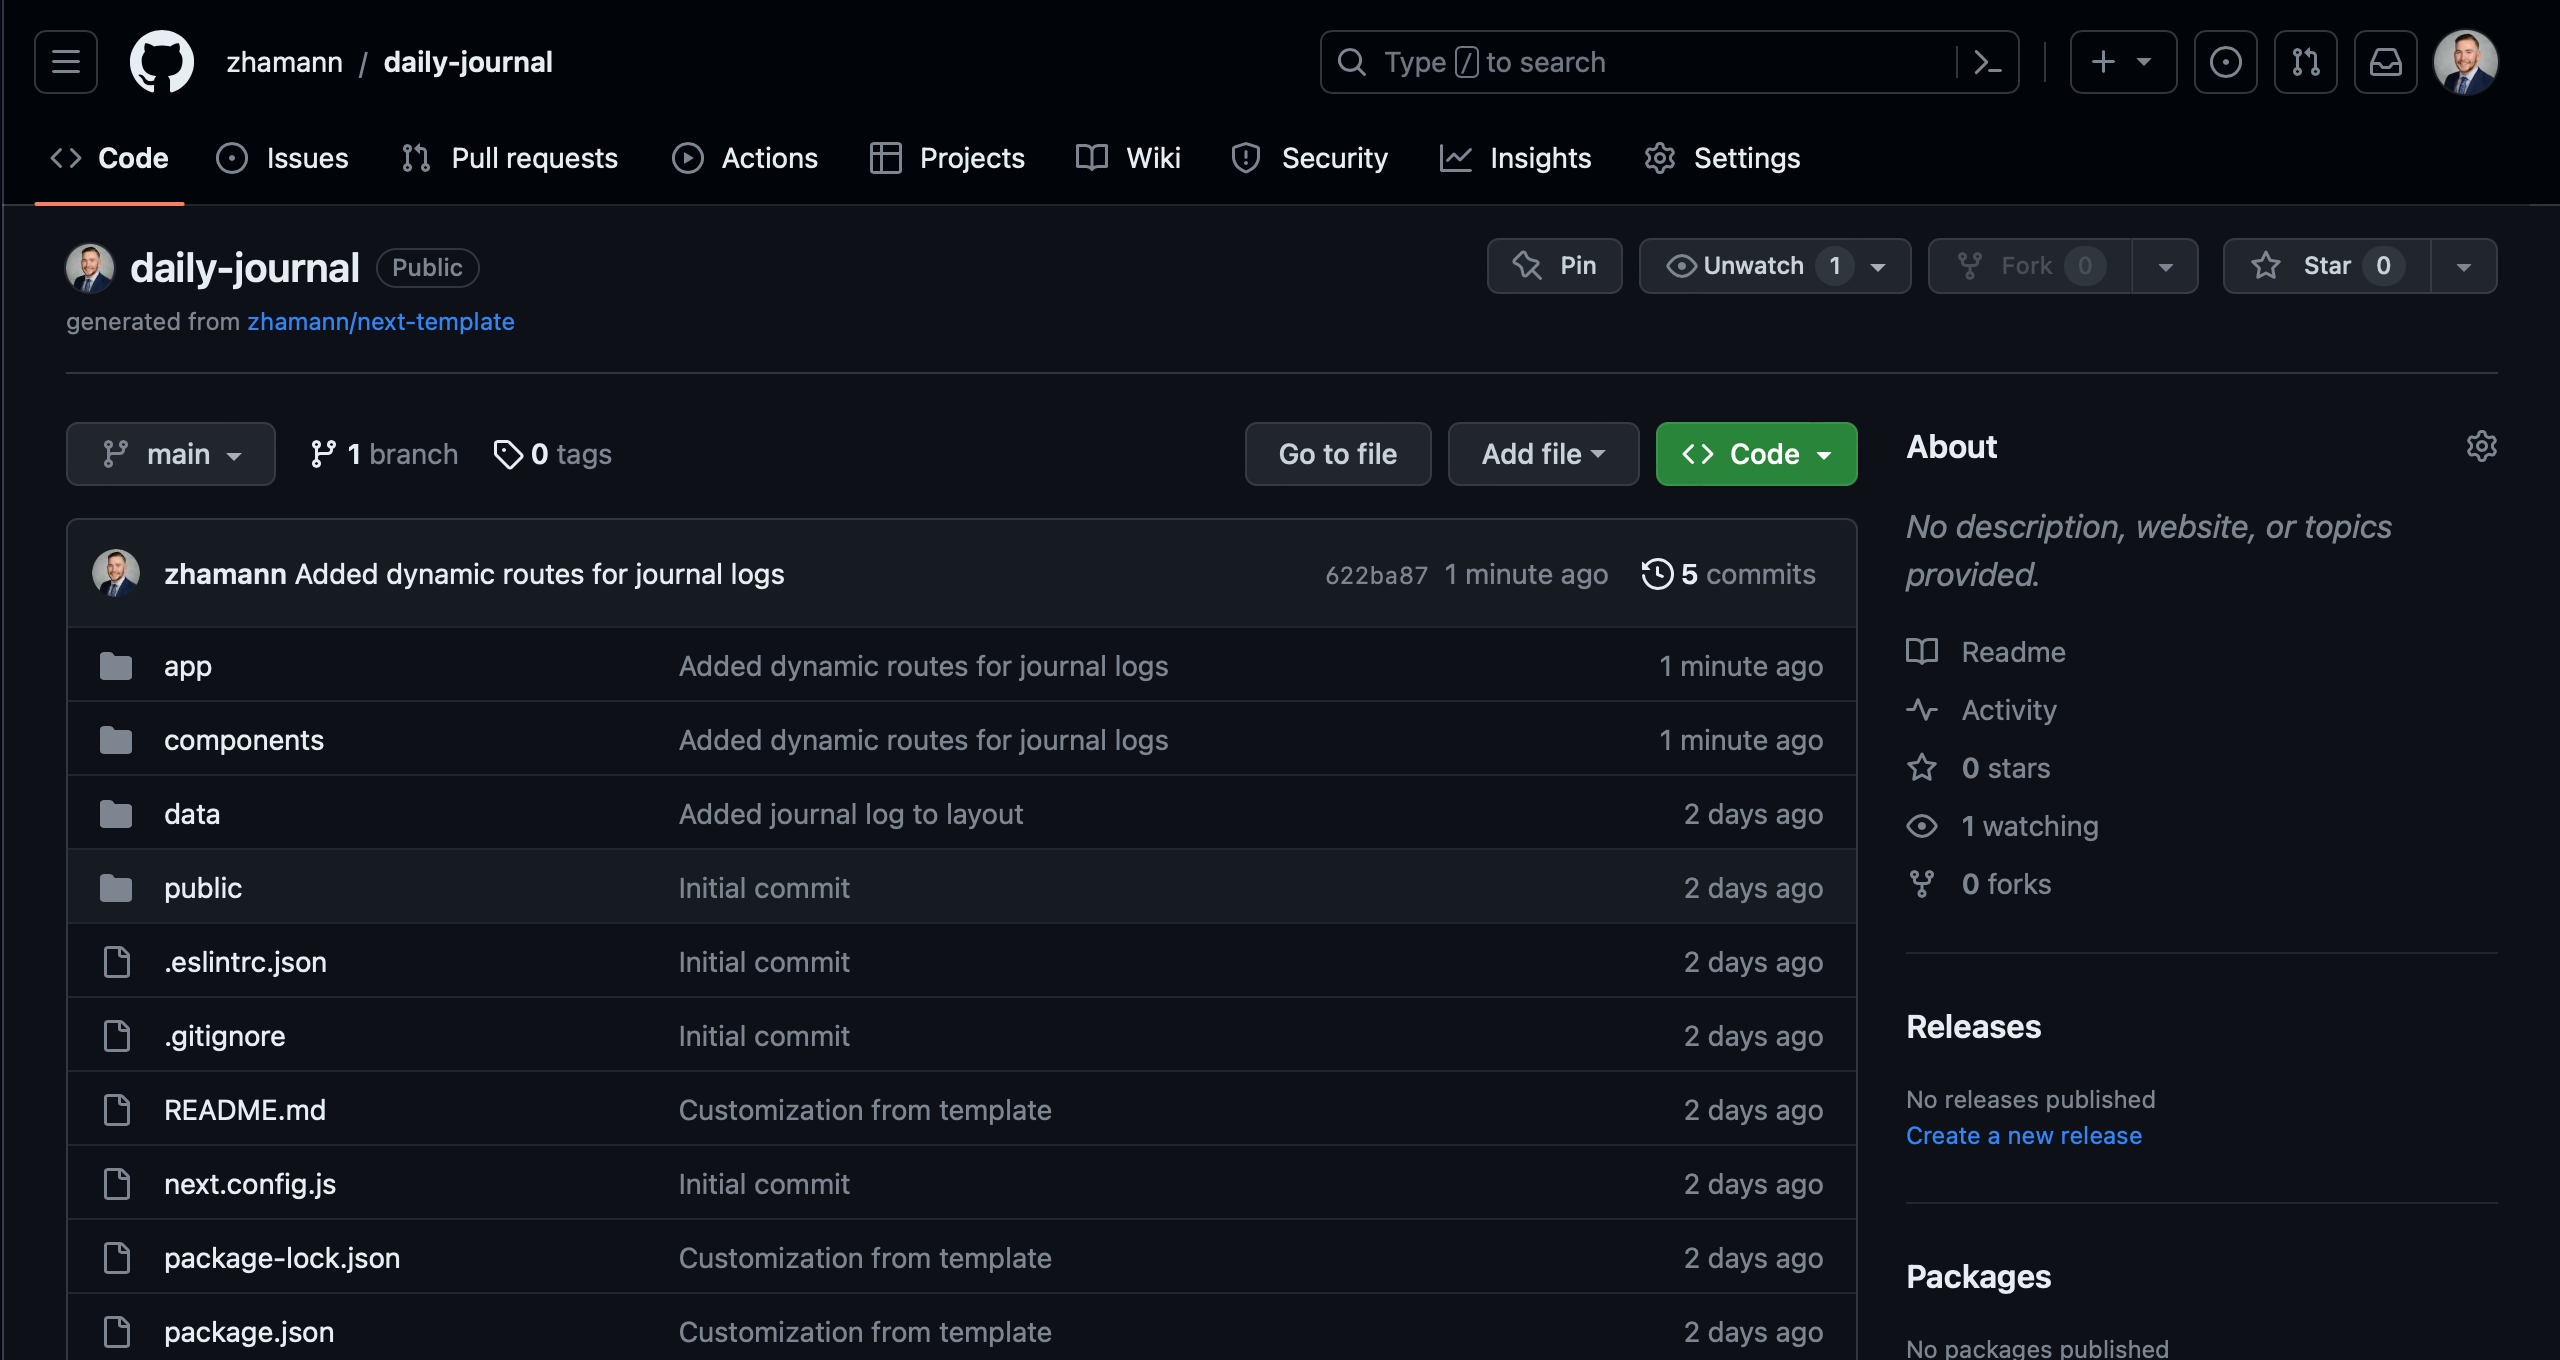 zhamann / daily-journal
Type / to search
Code Issues Pull requests Actions Projects Wiki Security Insights Settings
daily-journal Public
Pin Unwatch 1 Fork 0 Star 0
generated from zhamann/next-template
main 1 branch 0 tags Go to file Add file Code
zhamann Added dynamic routes for journal logs 622ba87 1 minute ago 5 commits
app Added dynamic routes for journal logs 1 minute ago
components Added dynamic routes for journal logs 1 minute ago
data Added journal log to layout 2 days ago
public Initial commit 2 days ago
.eslintrc.json Initial commit 2 days ago
.gitignore Initial commit 2 days ago
README.md Customization from template 2 days ago
next.config.js Initial commit 2 days ago
package-lock.json Customization from template 2 days ago
package.json Customization from template 2 days ago
About
No description, website, or topics
provided.
Readme
Activity
0 stars
1 watching
0 forks
Releases
No releases published
Create a new release
Packages
No packages published